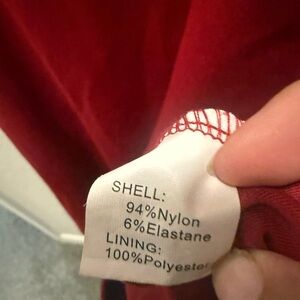 SHELL:
94%Nylon
6%Elastane
LINING:
100%Polyester